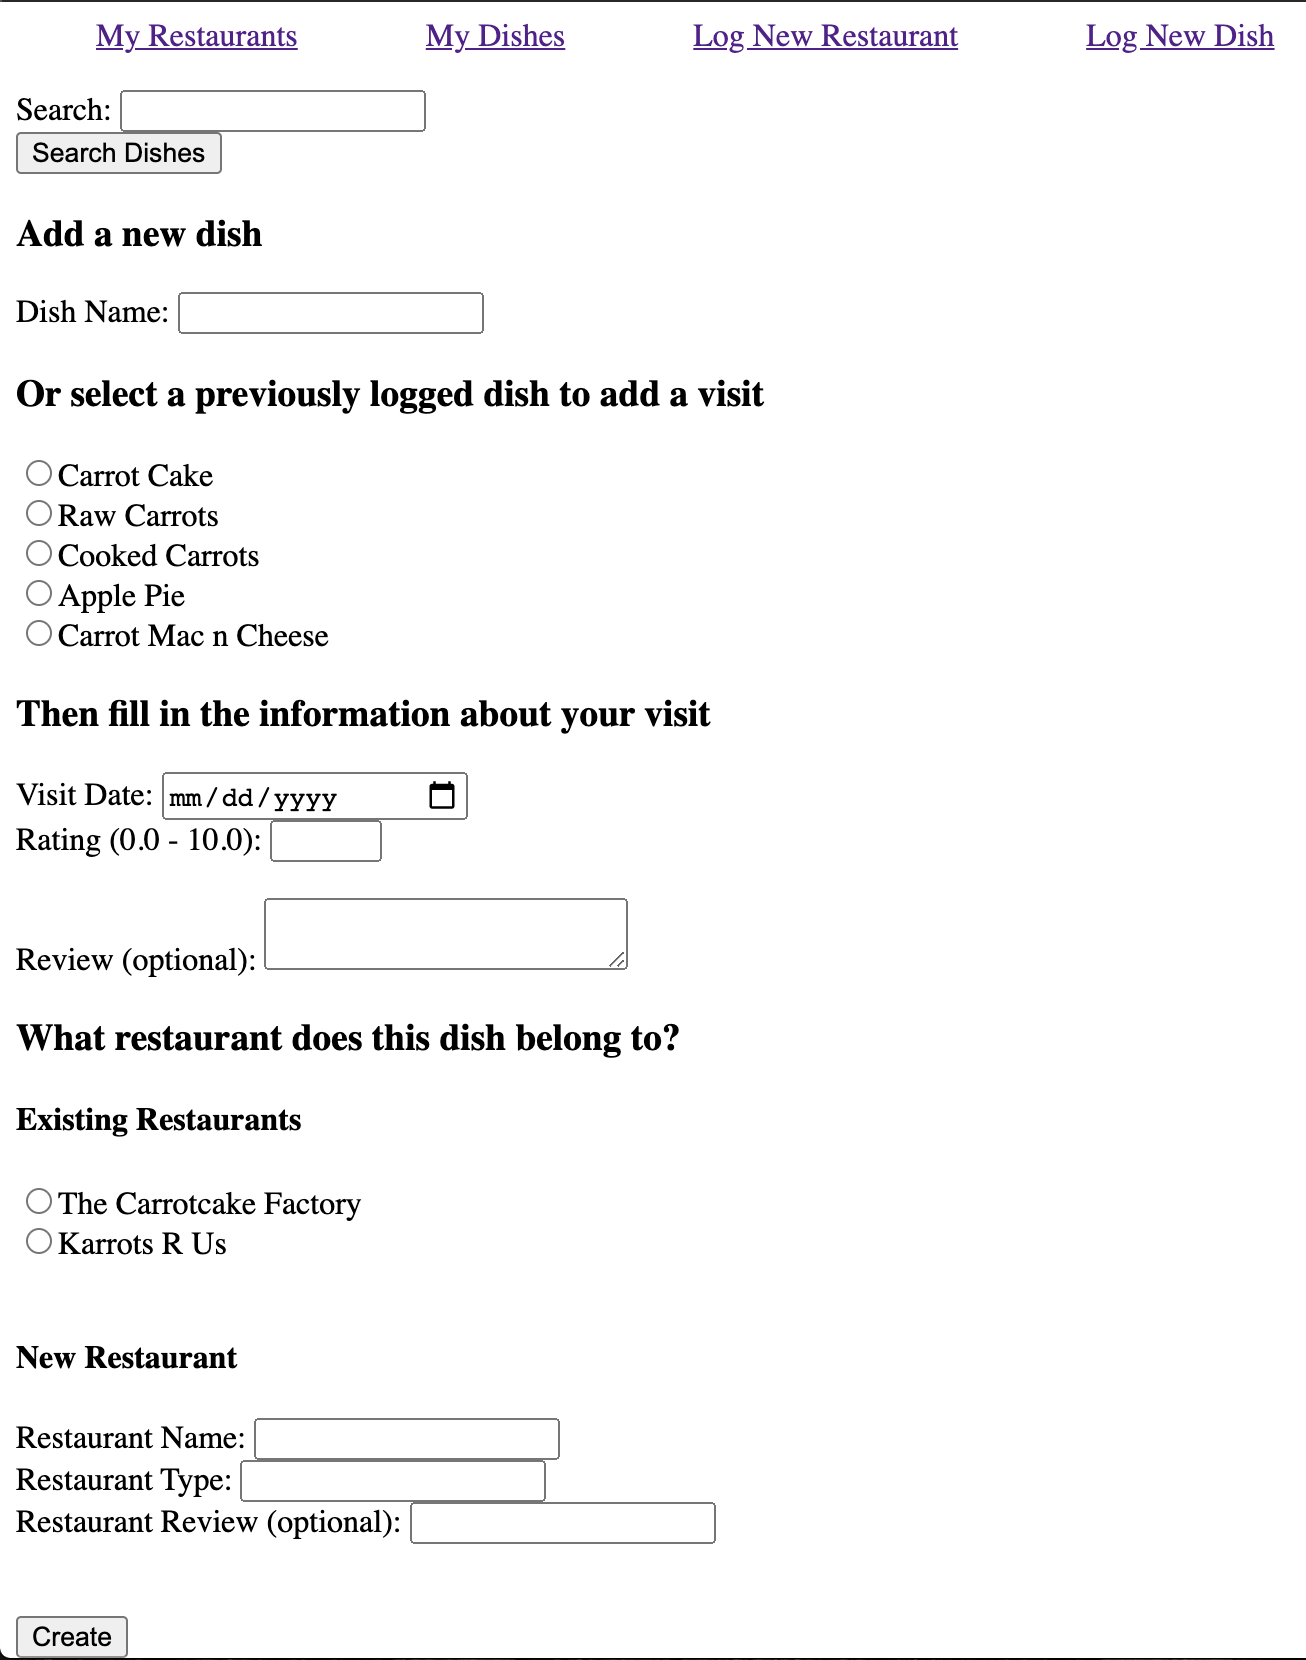 My Restaurants My Dishes Log New Restaurant Log New Dish
Search:
Search Dishes
Add a new dish
Dish Name:
Or select a previously logged dish to add a visit
Carrot Cake
Raw Carrots
Cooked Carrots
Apple Pie
Carrot Mac n Cheese
Then fill in the information about your visit
Visit Date: mm/dd/yyyy
Rating (0.0 - 10.0):
Review (optional):
What restaurant does this dish belong to?
Existing Restaurants
The Carrotcake Factory
Karrots R Us
New Restaurant
Restaurant Name:
Restaurant Type:
Restaurant Review (optional):
Create